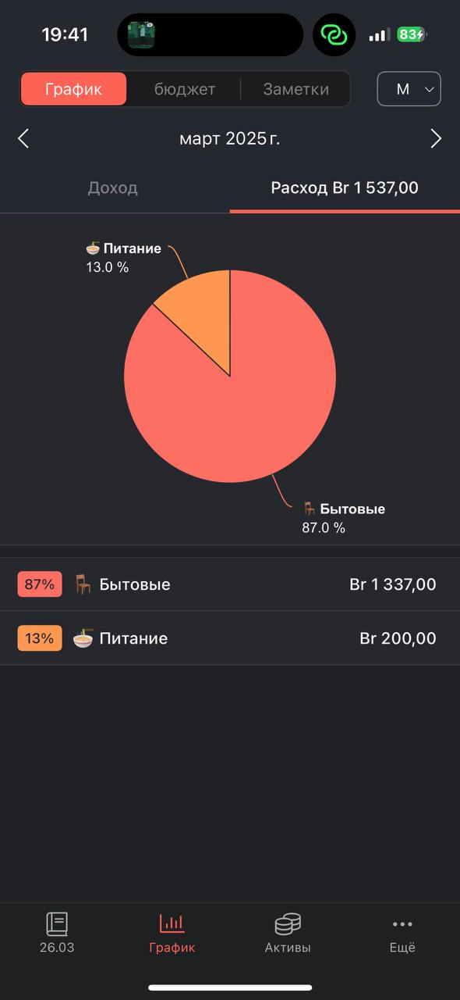 19:41
83
График
бюджет
Заметки
М
март 2025 г.
Доход
Расход Br 1 537,00
Питание
13.0 %
Бытовые
87.0 %
87% Бытовые Br 1 337,00
13% Питание Br 200,00
26.03
График
Активы
Ещё